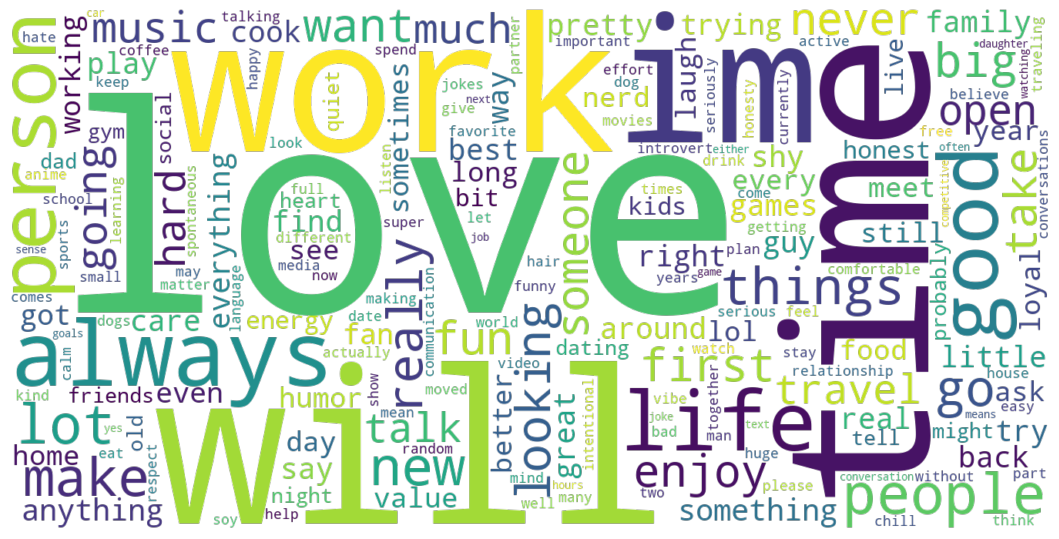 hate
car
talking
music
cook
coffee
want
much
spend
happy
partner
pretty
important
trying
active
never
family
traveling
person
working
play
keep
work
ime
time
laugh
effort
nerd
dog
movies
seriously
honesty
currently
live
big
daughter
watching
believe
open
year
quiet
jokes
next
give
way
sometimes
look
listen
favorite
best
long
bit
introvert
either
drink
shy
every
games
honest
free
often
meet
good
take
competitive
conversations
dad
gym
anime
school
learning
sports
sense
small
going
hard
social
spontaneous
everything
language
may
matter
love
full
heart
find
different
see
media
now
super
let
job
hair
funny
someone
times
come
kids
getting
right
plan
years
game
guy
things
comfortable
still
probably
loyal
comes
got
dogs
care
energy
making
date
fan
actually
really
communication
world
fun
looking
around
lol
dating
serious
feel
goals
calm
kind
always
humor
moved
show
mean
video
first
watch
stay
relationship
food
travel
little
house
go
ask
easy
means
friends
even
yes
lot
old
eat
home
make
respect
anything
will
day
say
night
soy
help
talk
new
random
value
better
mind
hours
well
great
many
intentional
vibe
joke
bad
together
man
text
life
huge
enjoy
two
please
something
real
tell
might
try
back
conversation
without
part
people
chill
think